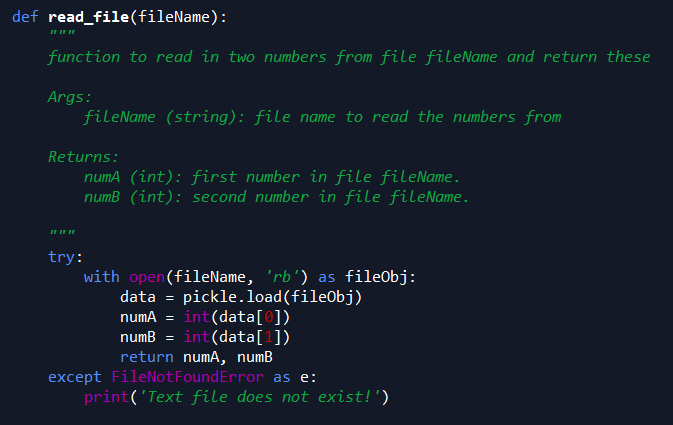 def read_file(fileName):
    """
    function to read in two numbers from file fileName and return these

    Args:
        fileName (string): file name to read the numbers from

    Returns:
        numA (int): first number in file fileName.
        numB (int): second number in file fileName.

    """
    try:
        with open(fileName, 'rb') as fileObj:
            data = pickle.load(fileObj)
            numA = int(data[0])
            numB = int(data[1])
            return numA, numB
    except FileNotFoundError as e:
        print('Text file does not exist!')